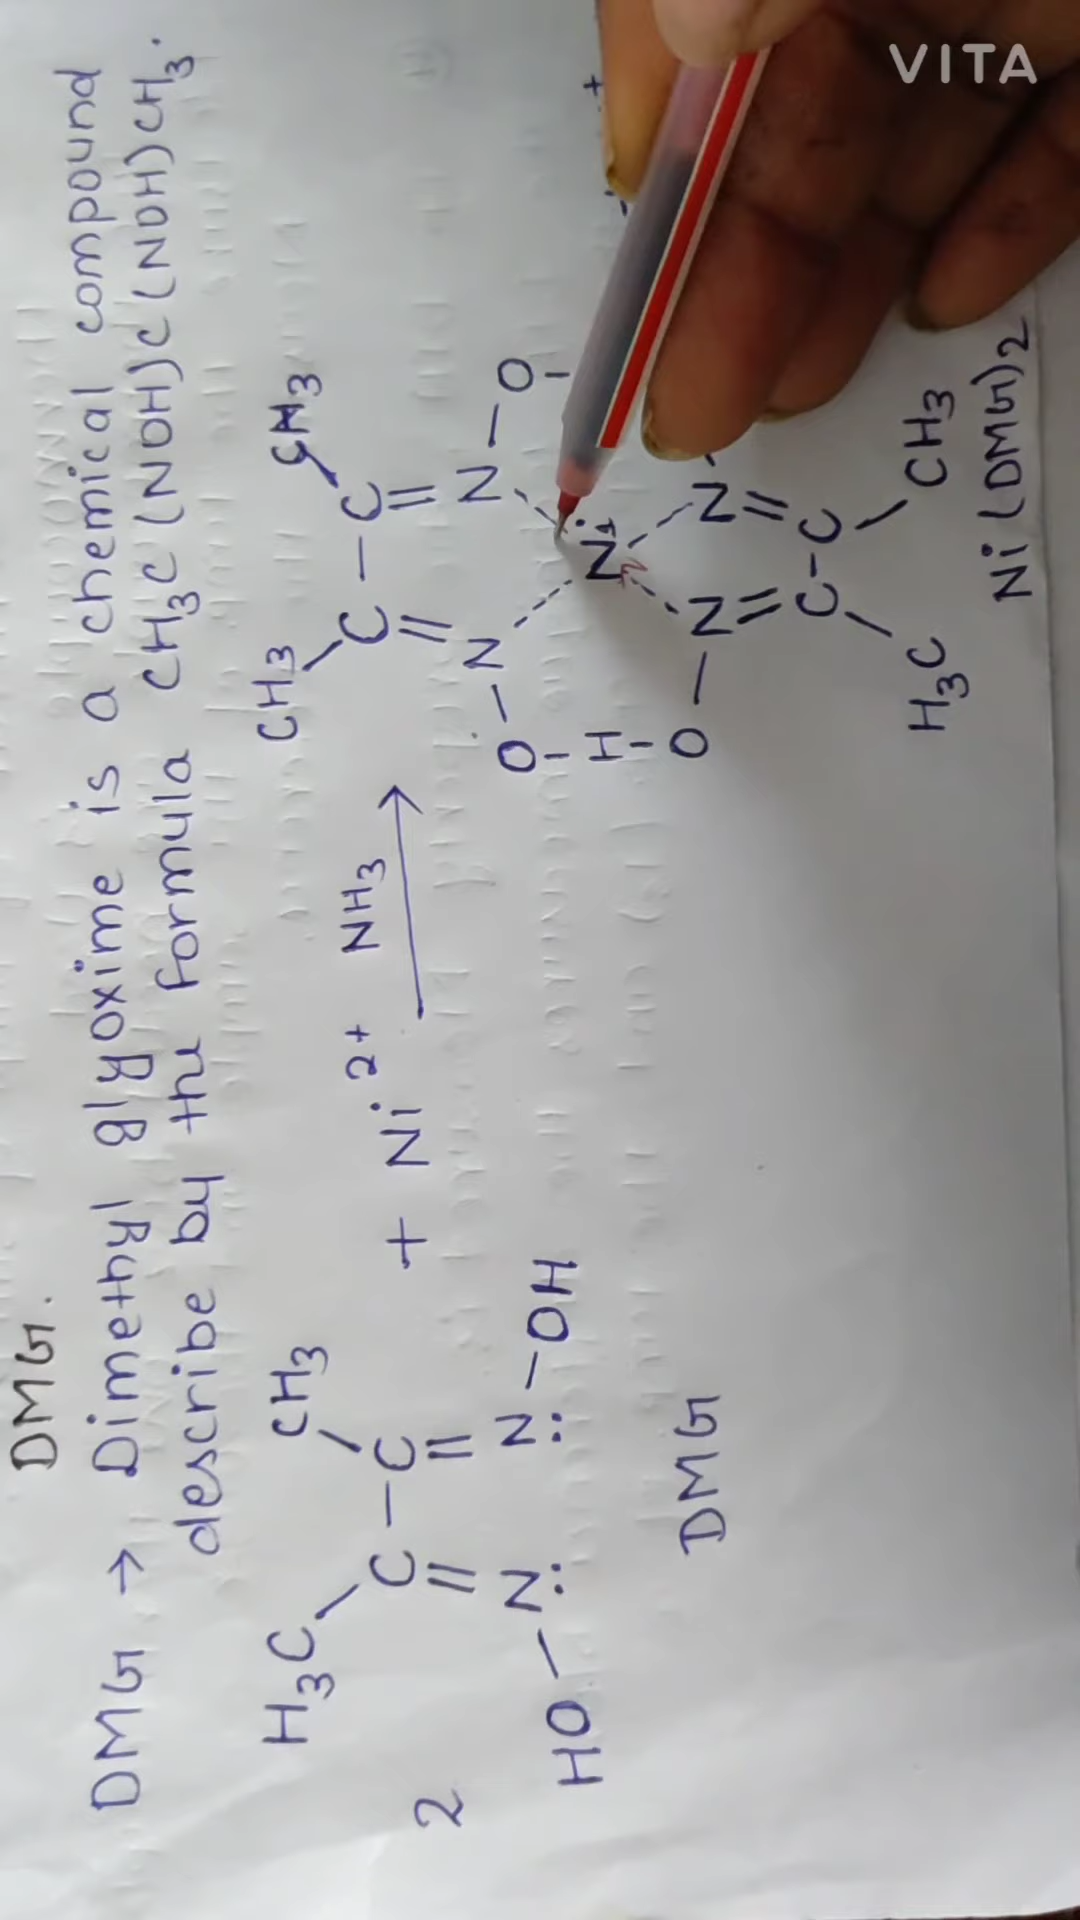 DMG.
DMG → Dimethyl glyoxime is a chemical compound
describe by the formula CH3C(NOH)C(NOH)CH3.
H3C CH3 CH3 CH3
2 C – C + Ni2+ NH3 → C – C
HO – N: N: – OH O – N N – O
Ni
H +
O – N N
DMG C – C
H3C CH3
Ni(DMG)2
VITA